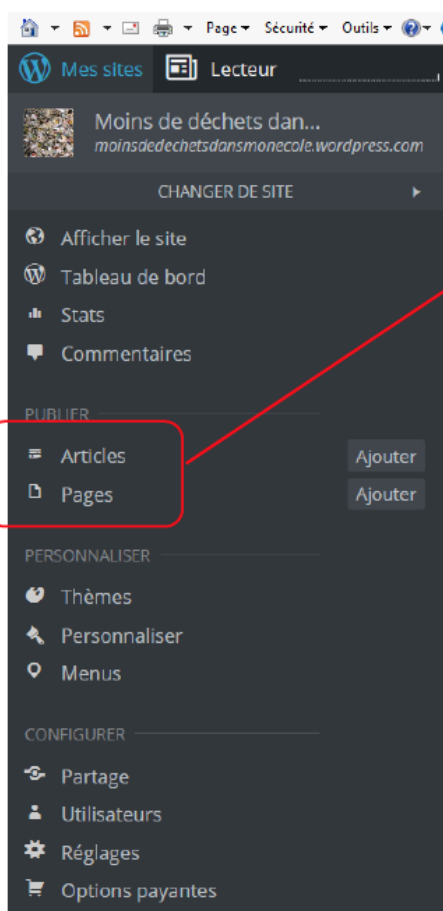 Page Sécurité Outils
Mes sites Lecteur
Moins de déchets dan...
moinsdedechetsdansmonecole.wordpress.com
CHANGER DE SITE
Afficher le site
Tableau de bord
Stats
Commentaires
PUBLIER
Articles Ajouter
Pages Ajouter
PERSONNALISER
Thèmes
Personnaliser
Menus
CONFIGURER
Partage
Utilisateurs
Réglages
Options payantes